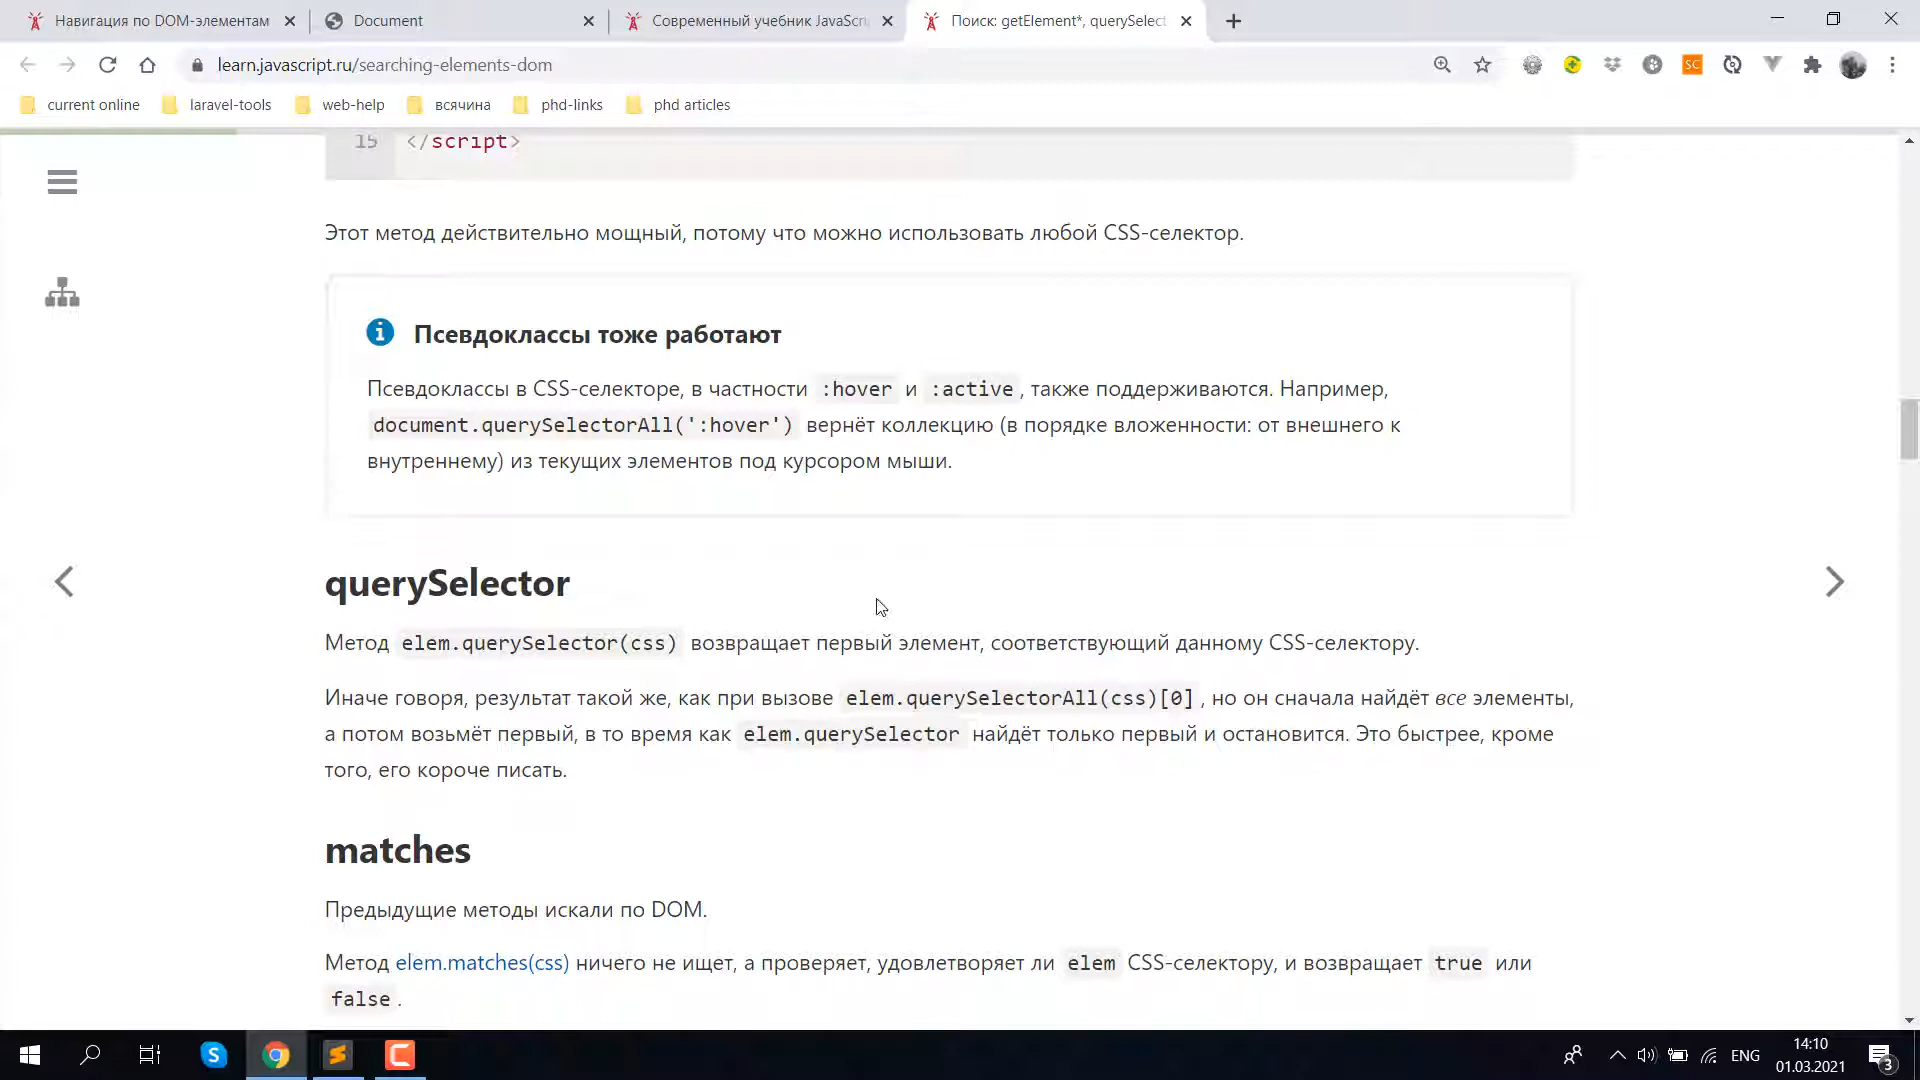 Навигация по DOM-элементам
Document
Современный учебник JavaScri
Поиск: getElement*, querySelect
learn.javascript.ru/searching-elements-dom
SC
current online
laravel-tools
web-help
всячина
phd-links
phd articles
15 </script>
Этот метод действительно мощный, потому что можно использовать любой CSS-селектор.
Псевдоклассы тоже работают
Псевдоклассы в CSS-селекторе, в частности :hover и :active, также поддерживаются. Например,
document.querySelectorAll(':hover') вернёт коллекцию (в порядке вложенности: от внешнего к
внутреннему) из текущих элементов под курсором мыши.
querySelector
Метод elem.querySelector(css) возвращает первый элемент, соответствующий данному CSS-селектору.
Иначе говоря, результат такой же, как при вызове elem.querySelectorAll(css)[0], но он сначала найдёт все элементы,
а потом возьмёт первый, в то время как elem.querySelector найдёт только первый и остановится. Это быстрее, кроме
того, его короче писать.
matches
Предыдущие методы искали по DOM.
Метод elem.matches(css) ничего не ищет, а проверяет, удовлетворяет ли elem CSS-селектору, и возвращает true или
false.
ENG
14:10
01.03.2021
3